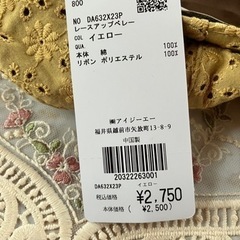 800
NO DA632X23P
レースアップベレー
COL イエロー
QUA
本体 綿 100%
リボン ポリエステル 100%
㈱アイジーエー
福井県越前市矢放町13-8-9
中国製
20322263001
DA632X23P イエロー
税込価格 ¥2,750
本体価格 (¥2,500)